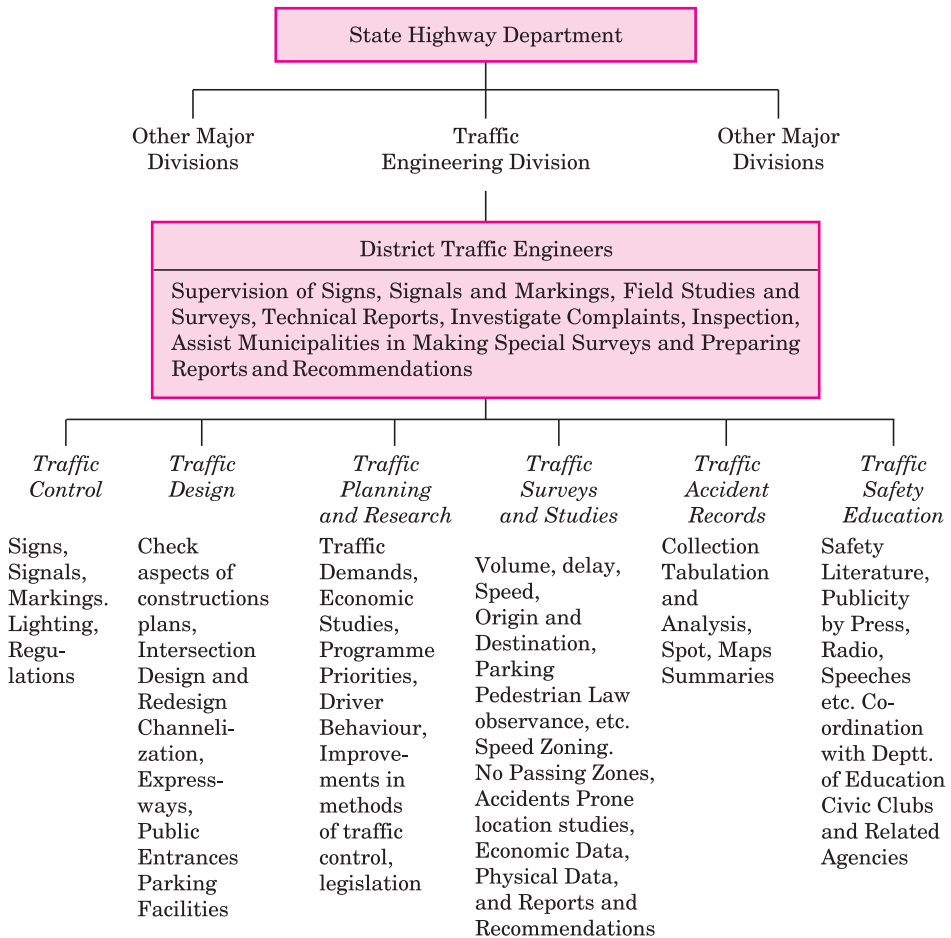 State Highway Department
Other Major
Divisions
Traffic
Engineering Division
Other Major
Divisions
District Traffic Engineers
Supervision of Signs, Signals and Markings, Field Studies and
Surveys, Technical Reports, Investigate Complaints, Inspection,
Assist Municipalities in Making Special Surveys and Preparing
Reports and Recommendations
Traffic
Control
Signs,
Signals,
Markings.
Lighting,
Regu-
lations
Traffic
Design
Check
aspects of
constructions
plans,
Intersection
Design and
Redesign
Channeli-
zation,
Express-
ways,
Public
Entrances
Parking
Facilities
Traffic
Planning
and Research
Traffic
Demands,
Economic
Studies,
Programme
Priorities,
Driver
Behaviour,
Improve-
ments in
methods
of traffic
control,
legislation
Traffic
Surveys
and Studies
Volume, delay,
Speed,
Origin and
Destination,
Parking
Pedestrian Law
observance, etc.
Speed Zoning.
No Passing Zones,
Accidents Prone
location studies,
Economic Data,
Physical Data,
and Reports and
Recommendations
Traffic
Accident
Records
Collection
Tabulation
and
Analysis,
Spot, Maps
Summaries
Traffic
Safety
Education
Safety
Literature,
Publicity
by Press,
Radio,
Speeches
etc. Co-
ordination
with Deptt.
of Education
Civic Clubs
and Related
Agencies